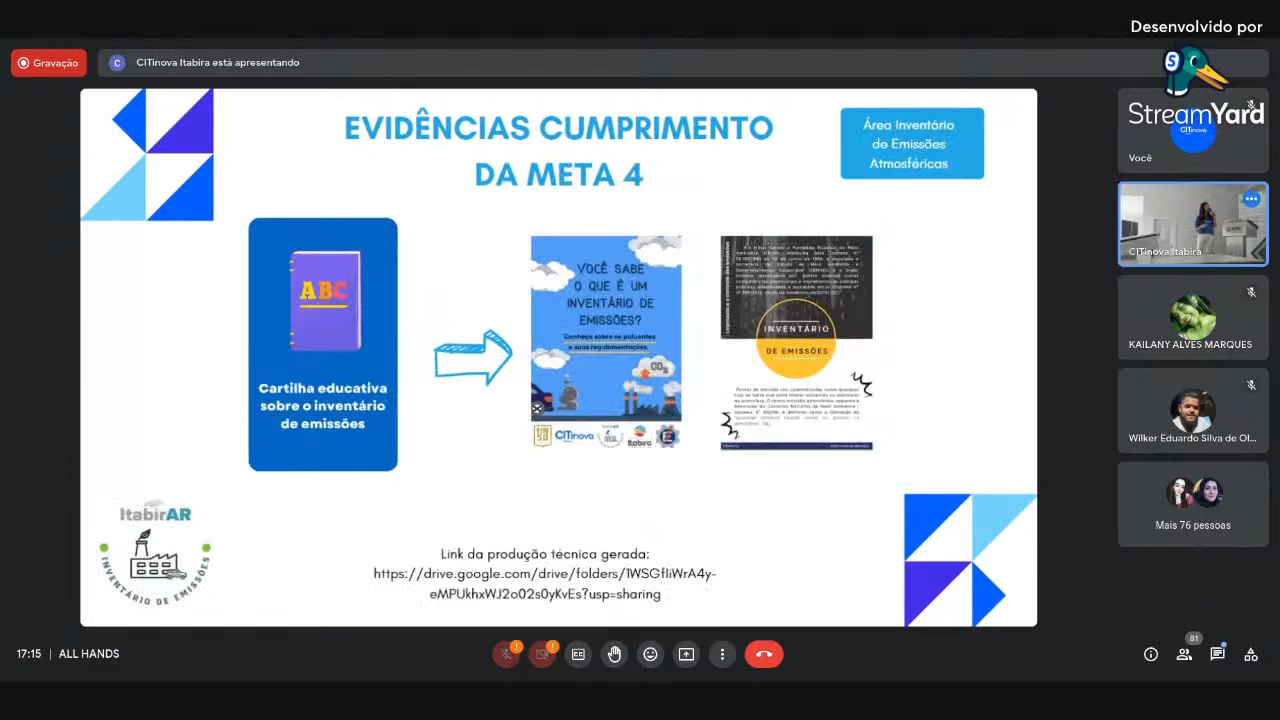 Desenvolvido por
StreamYard
Gravação
C
CITinova Itabira está apresentando
EVIDÊNCIAS CUMPRIMENTO
DA META 4
Área Inventário
de Emissões
Atmosféricas
ABC
Cartilha educativa
sobre o inventário
de emissões
VOCÊ SABE
O QUE É UM
INVENTÁRIO DE
EMISSÕES?
Conheça sobre os poluentes
e suas regulamentações.
CO2
CITinova
Itabira
INVENTÁRIO
DE EMISSÕES
ItabirAR
INVENTÁRIO DE EMISSÕES
Link da produção técnica gerada:
https://drive.google.com/drive/folders/1WSGfIiWrA4y-
eMPUkhxWJ2o02s0yKvEs?usp=sharing
CITinova
Você
CITinova Itabira
KAILANY ALVES MARQUES
Wilker Eduardo Silva de Ol...
Mais 76 pessoas
17:15 | ALL HANDS
81